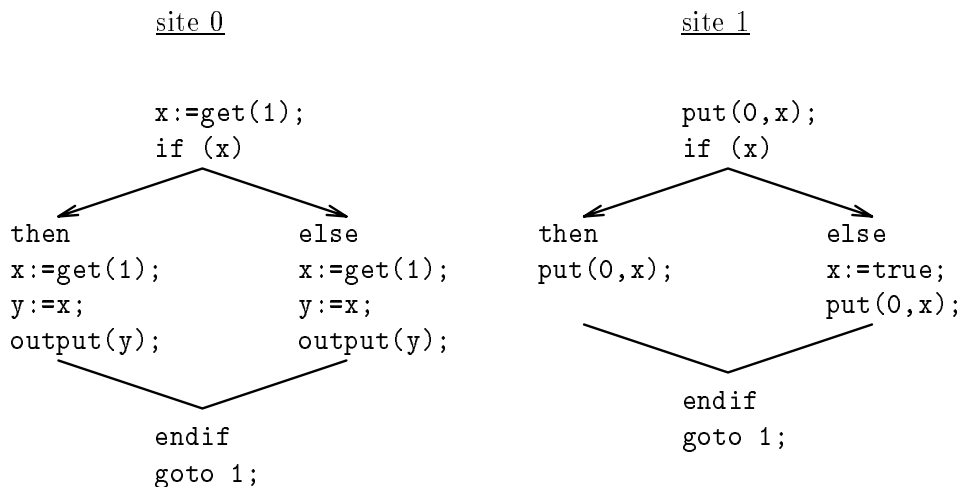 site 0
x:=get(1);
if (x)
then
x:=get(1);
y:=x;
output(y);
else
x:=get(1);
y:=x;
output(y);
endif
goto 1;
site 1
put(0,x);
if (x)
then
put(0,x);
else
x:=true;
put(0,x);
endif
goto 1;